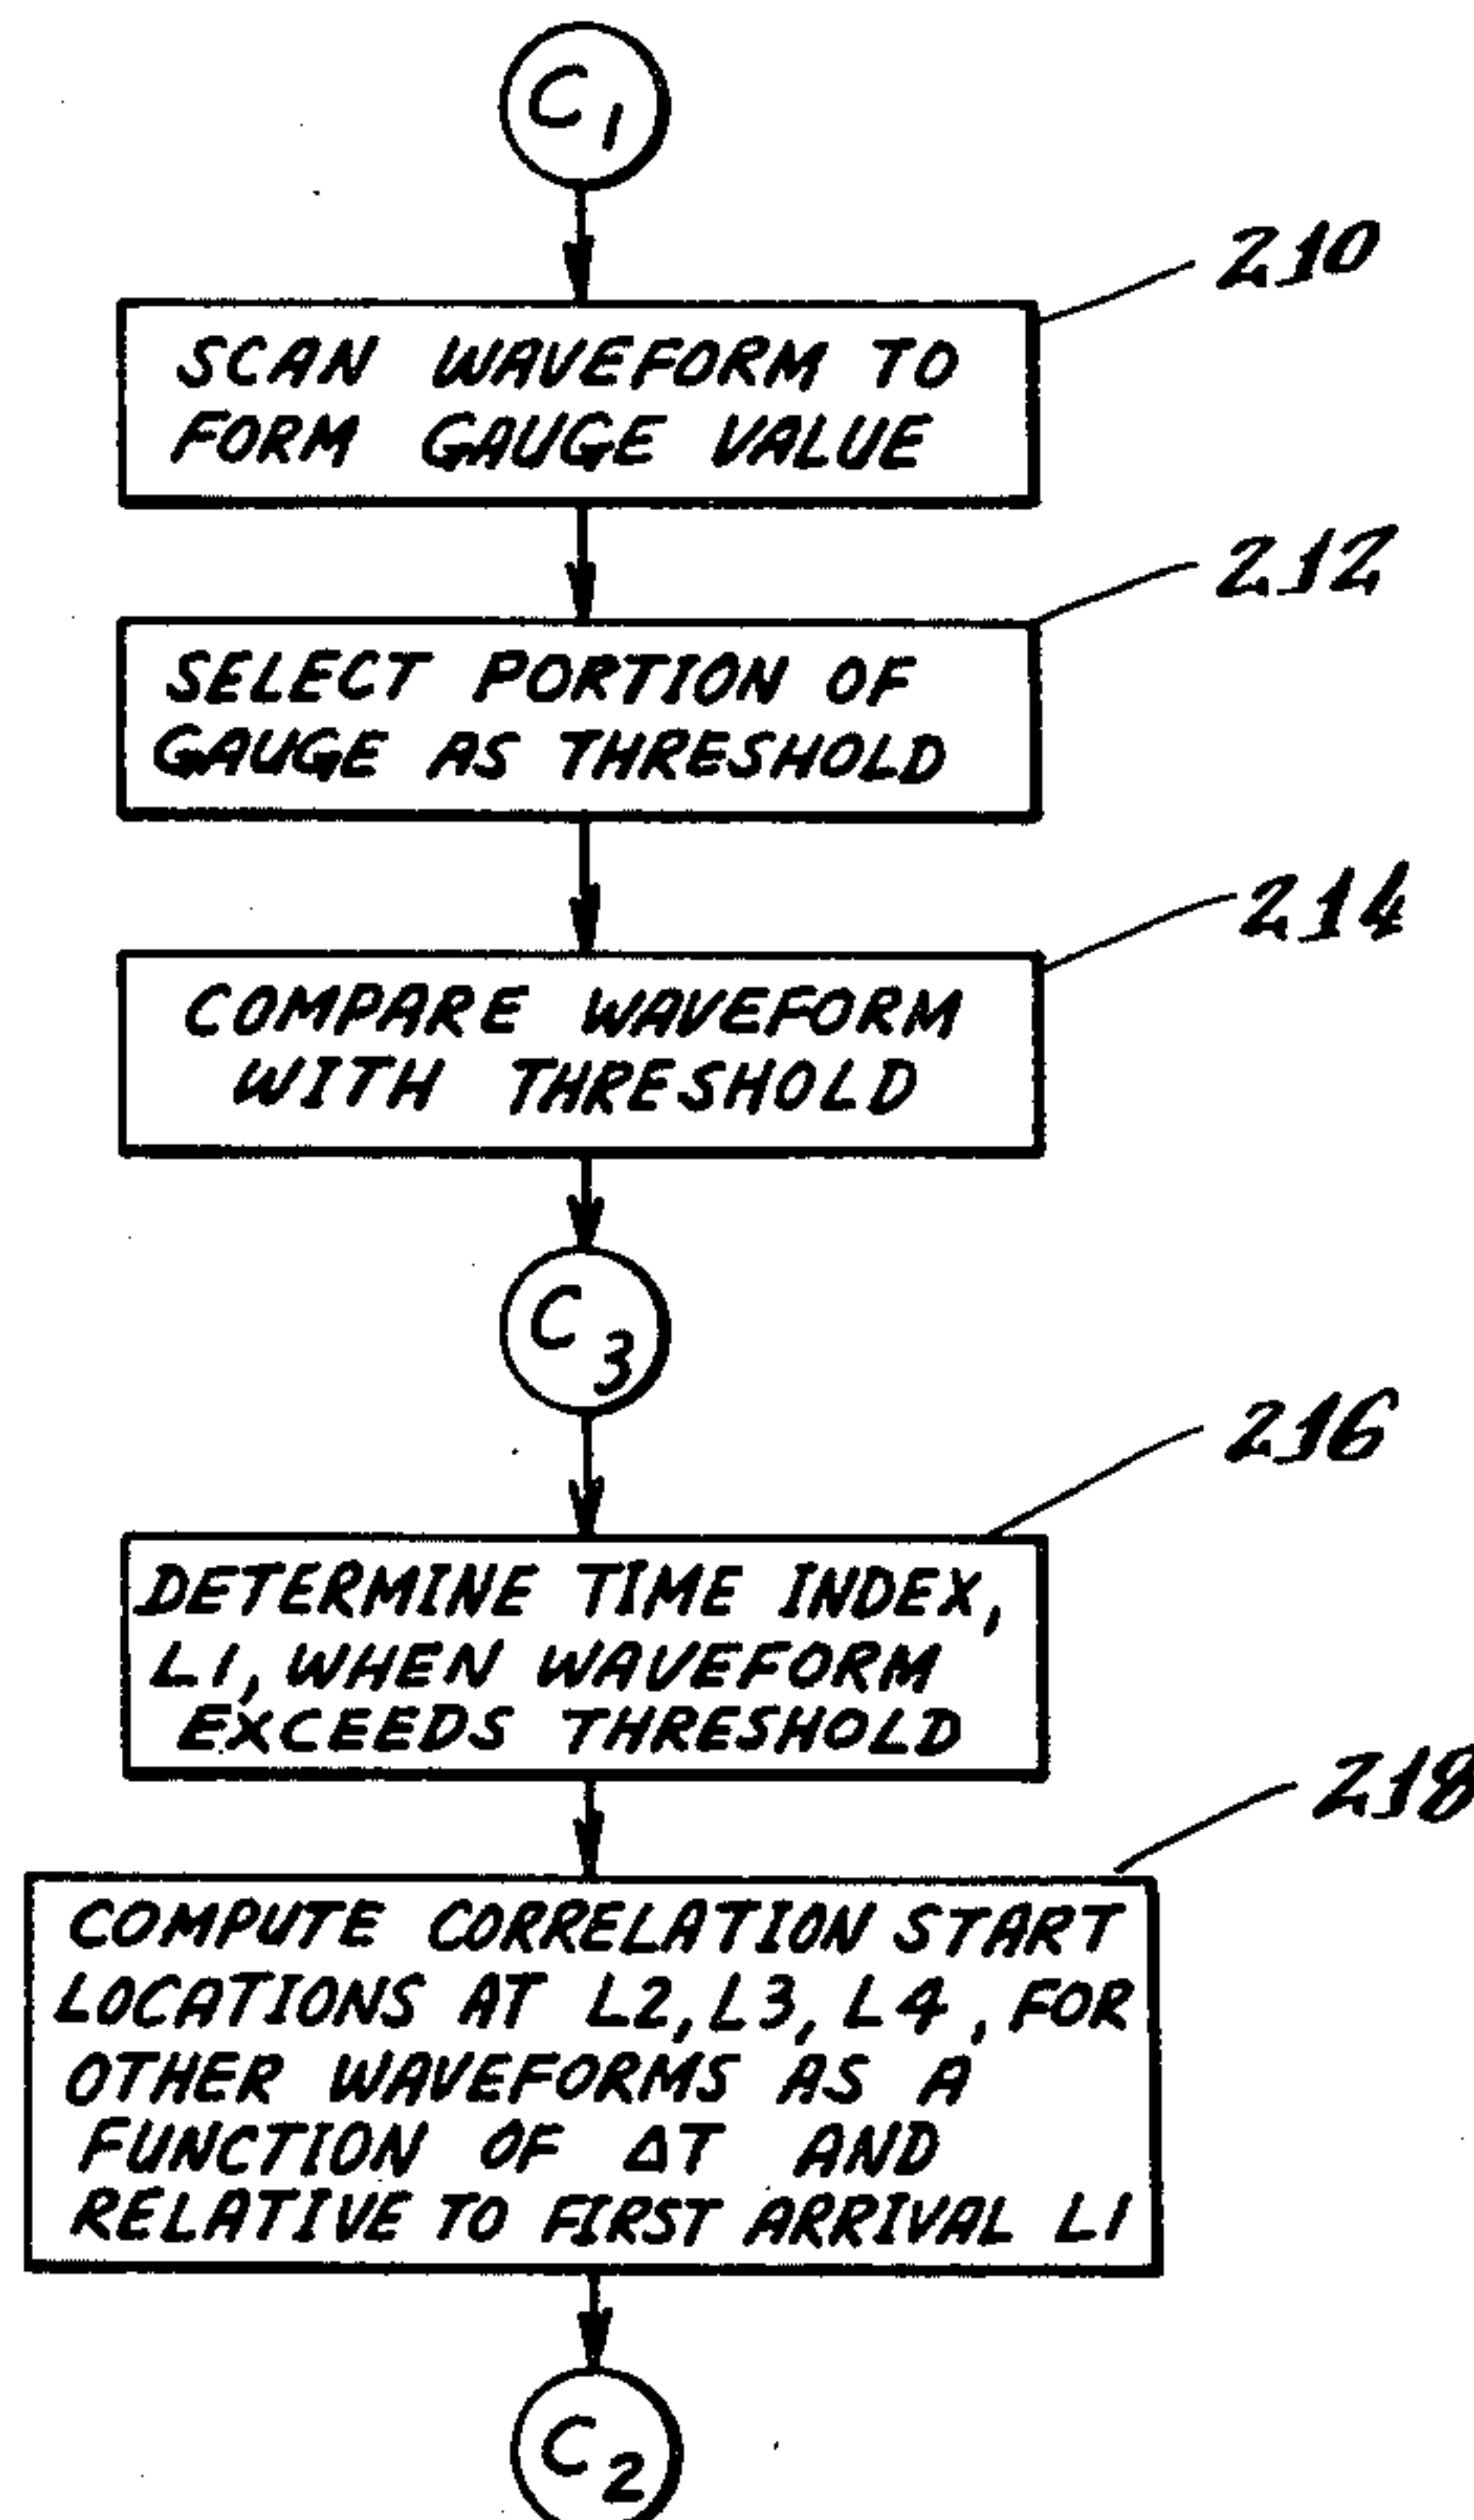 C1
210
SCAN WAVEFORM TO
FORM GAUGE VALUE
212
SELECT PORTION OF
GAUGE AS THRESHOLD
214
COMPARE WAVEFORM
WITH THRESHOLD
C3
216
DETERMINE TIME INDEX,
L1, WHEN WAVEFORM
EXCEEDS THRESHOLD
218
COMPUTE CORRELATION START
LOCATIONS AT L2, L3, L4, FOR
OTHER WAVEFORMS AS A
FUNCTION OF ΔT AND
RELATIVE TO FIRST ARRIVAL L1
C2